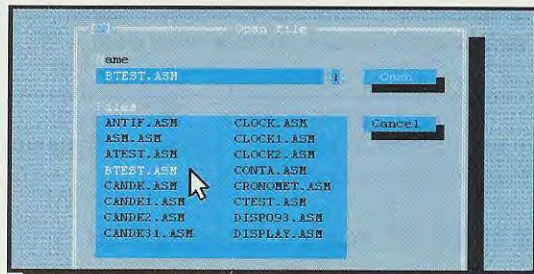 Open file
Name
BTEST.ASM
Open
Files
ANTIF.ASM CLOCK.ASM
ASM.ASM CLOCK1.ASM
ATEST.ASM CLOCK2.ASM
BTEST.ASM CONTA.ASM
CANDK.ASM CRONOMET.ASM
CANDK1.ASM CTEST.ASM
CANDK2.ASM DISPO93.ASM
CANDK31.ASM DISPLAY.ASM
Cancel